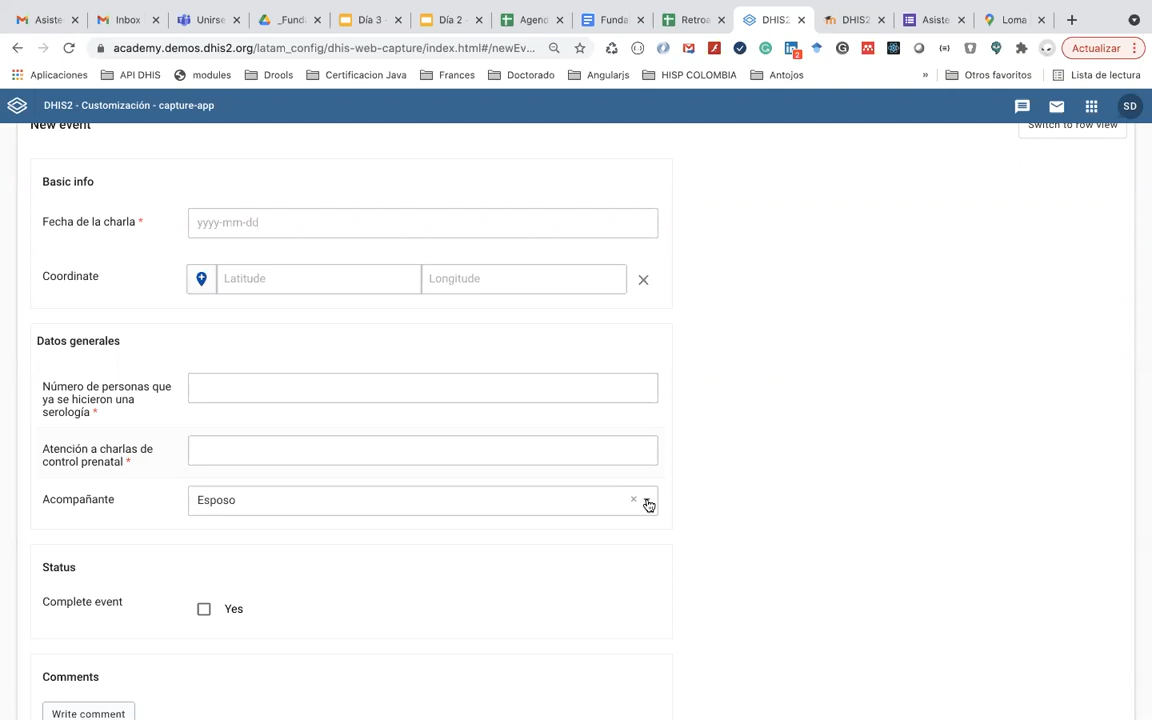 Asiste
Inbox
Teams Universe
_Fund
Día 3 -
Día 2 -
Agend
Funda
Retroa
DHIS2
DHIS2
Asiste
Loma
academy.demos.dhis2.org/latam_config/dhis-web-capture/index.html#/newEv...
2
Actualizar
Aplicaciones
API DHIS
modules
Drools
Certificacion Java
Frances
Doctorado
Angularjs
HISP COLOMBIA
Antojos
»
Otros favoritos
Lista de lectura
DHIS2 - Customización - capture-app
SD
New event
Switch to row view
Basic info
Fecha de la charla *
yyyy-mm-dd
Coordinate
Latitude
Longitude
Datos generales
Número de personas que
ya se hicieron una
serología *
Atención a charlas de
control prenatal *
Acompañante
Esposo
Status
Complete event
Yes
Comments
Write comment